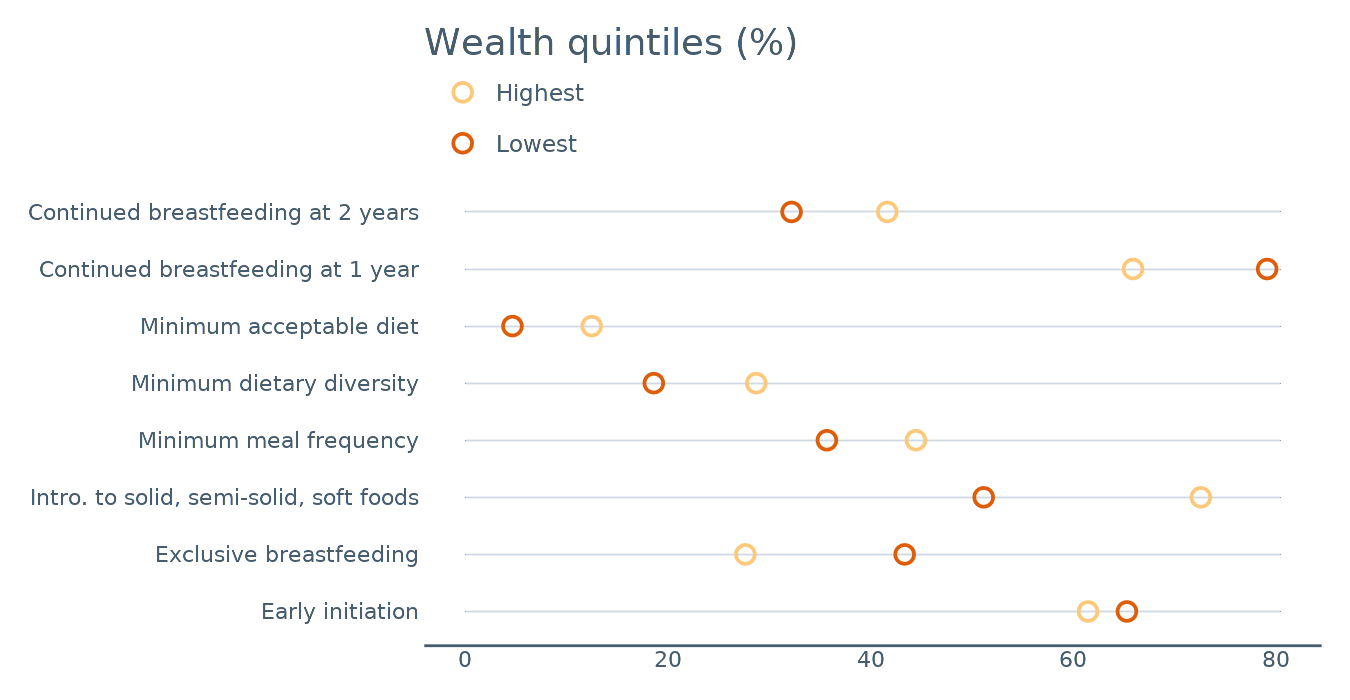 Wealth quintiles (%)
Highest
Lowest
Continued breastfeeding at 2 years
Continued breastfeeding at 1 year
Minimum acceptable diet
Minimum dietary diversity
Minimum meal frequency
Intro. to solid, semi-solid, soft foods
Exclusive breastfeeding
Early initiation
0 20 40 60 80